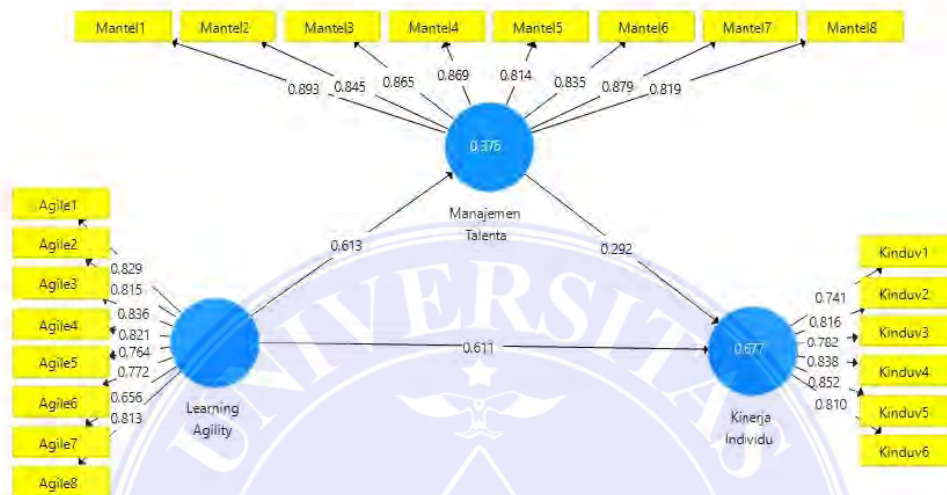 Mantel1 Mantel2 Mantel3 Mantel4 Mantel5 Mantel6 Mantel7 Mantel8
0.893 0.845 0.865 0.869 0.814 0.835 0.879 0.819
0.376
Manajemen
Talenta
Agile1
Agile2
Agile3
Agile4
Agile5
Agile6
Agile7
Agile8
0.829
0.815
0.836
0.821
0.764
0.772
0.656
0.813
Learning
Agility
0.613
0.292
0.611
0.677
Kinerja
Individu
0.741
0.816
0.782
0.838
0.852
0.810
Kinduv1
Kinduv2
Kinduv3
Kinduv4
Kinduv5
Kinduv6
UNIVERSITAS